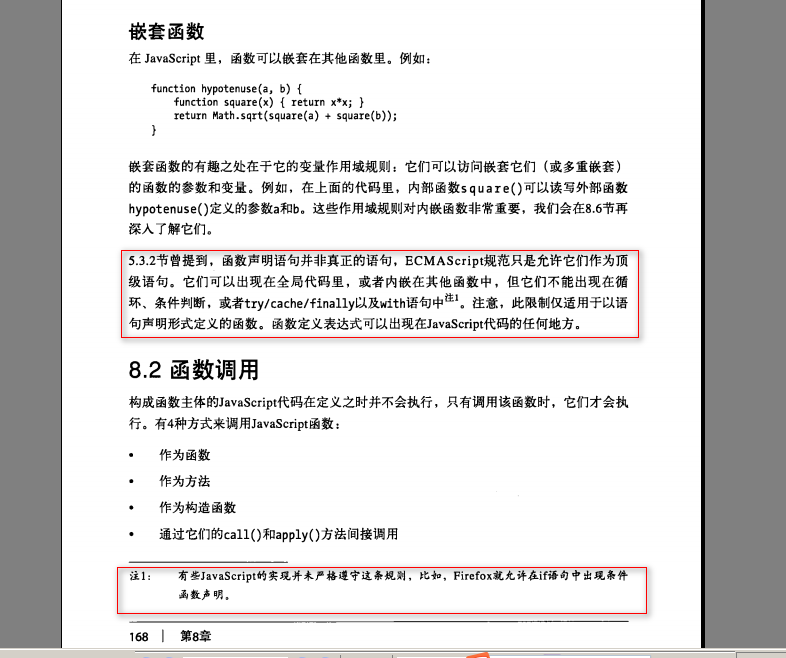 嵌套函数
在 JavaScript 里，函数可以嵌套在其他函数里。例如：
function hypotenuse(a, b) {
function square(x) { return x*x; }
return Math.sqrt(square(a) + square(b));
}
嵌套函数的有趣之处在于它的变量作用域规则：它们可以访问嵌套它们（或多重嵌套）
的函数的参数和变量。例如，在上面的代码里，内部函数square()可以读写外部函数
hypotenuse()定义的参数a和b。这些作用域规则对内嵌函数非常重要，我们会在8.6节再
深入了解它们。
5.3.2节曾提到，函数声明语句并非真正的语句，ECMAScript规范只是允许它们作为顶
级语句。它们可以出现在全局代码里，或者内嵌在其他函数中，但它们不能出现在循
环、条件判断，或者try/cache/finally以及with语句中注1。注意，此限制仅适用于以语
句声明形式定义的函数。函数定义表达式可以出现在JavaScript代码的任何地方。
8.2 函数调用
构成函数主体的JavaScript代码在定义之时并不会执行，只有调用该函数时，它们才会执
行。有4种方式来调用JavaScript函数：
• 作为函数
• 作为方法
• 作为构造函数
• 通过它们的call()和apply()方法间接调用
注1： 有些JavaScript的实现并未严格遵守这条规则，比如，Firefox就允许在if语句中出现条件
函数声明。
168 | 第8章